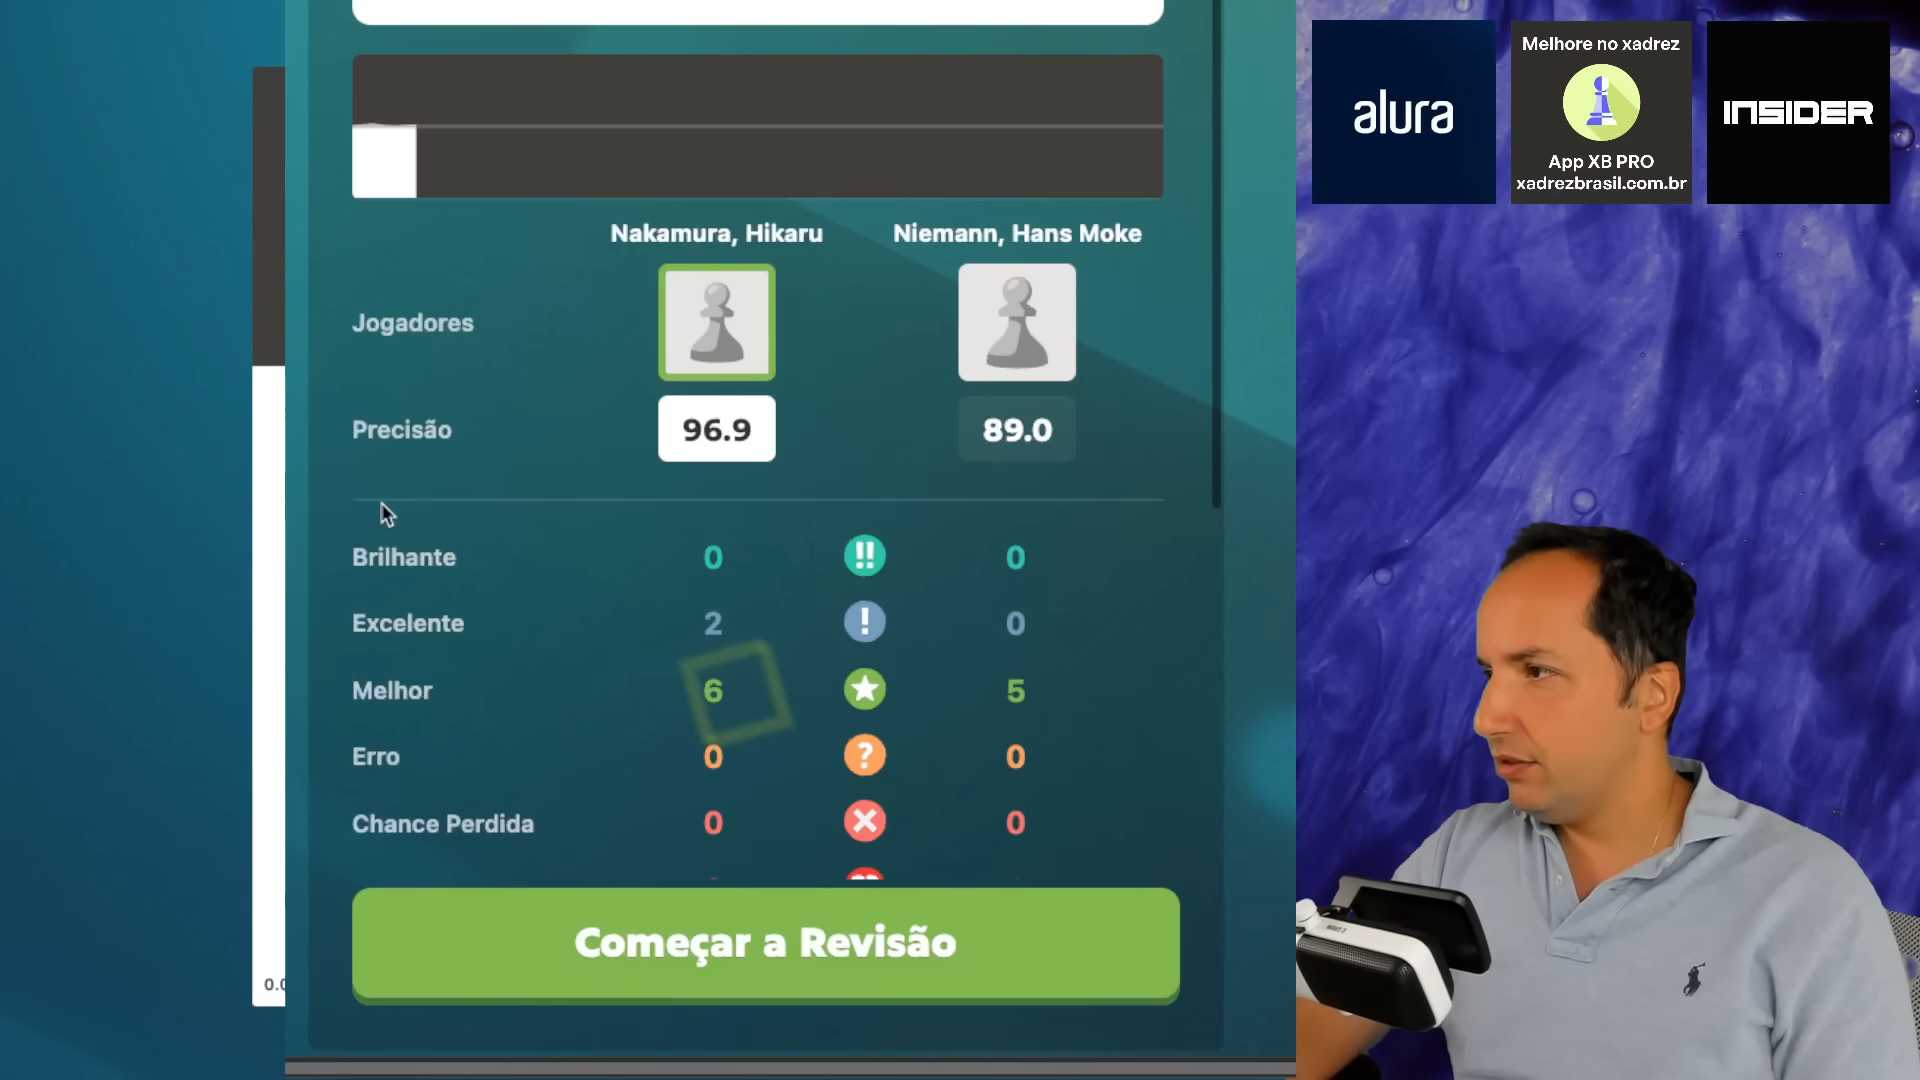 Nakamura, Hikaru
Niemann, Hans Moke
Jogadores
Precisão
96.9
89.0
Brilhante
0
!!
0
Excelente
2
!
0
Melhor
6
5
Erro
0
?
0
Chance Perdida
0
0
Começar a Revisão
alura
Melhore no xadrez
App XB PRO
xadrezbrasil.com.br
INSIDER